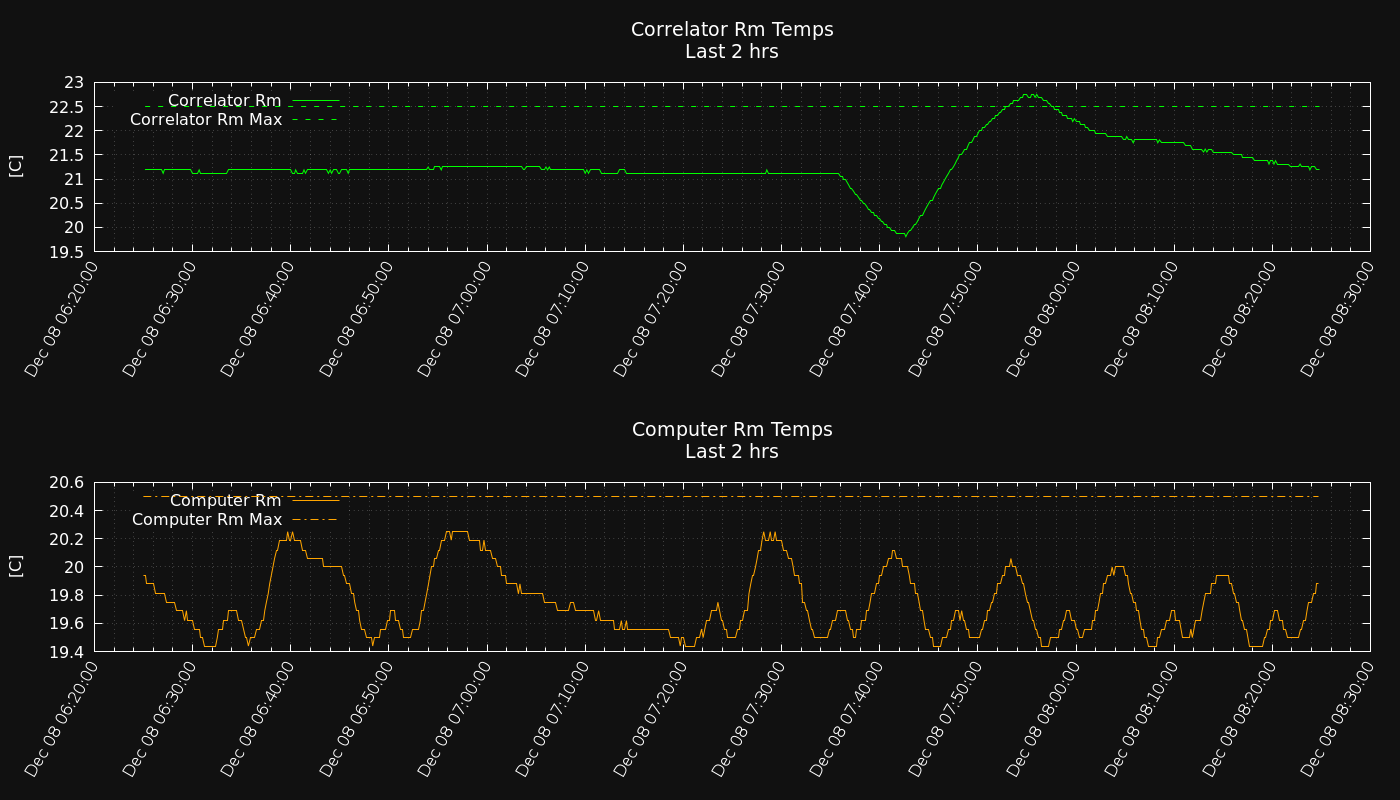 Correlator Rm Temps
Last 2 hrs
23
22.5
22
21.5
21
20.5
20
19.5
[C]
Correlator Rm
Correlator Rm Max
Dec 08 06:20:00
Dec 08 06:30:00
Dec 08 06:40:00
Dec 08 06:50:00
Dec 08 07:00:00
Dec 08 07:10:00
Dec 08 07:20:00
Dec 08 07:30:00
Dec 08 07:40:00
Dec 08 07:50:00
Dec 08 08:00:00
Dec 08 08:10:00
Dec 08 08:20:00
Dec 08 08:30:00
Computer Rm Temps
Last 2 hrs
20.6
20.4
20.2
20
19.8
19.6
19.4
[C]
Computer Rm
Computer Rm Max
Dec 08 06:20:00
Dec 08 06:30:00
Dec 08 06:40:00
Dec 08 06:50:00
Dec 08 07:00:00
Dec 08 07:10:00
Dec 08 07:20:00
Dec 08 07:30:00
Dec 08 07:40:00
Dec 08 07:50:00
Dec 08 08:00:00
Dec 08 08:10:00
Dec 08 08:20:00
Dec 08 08:30:00